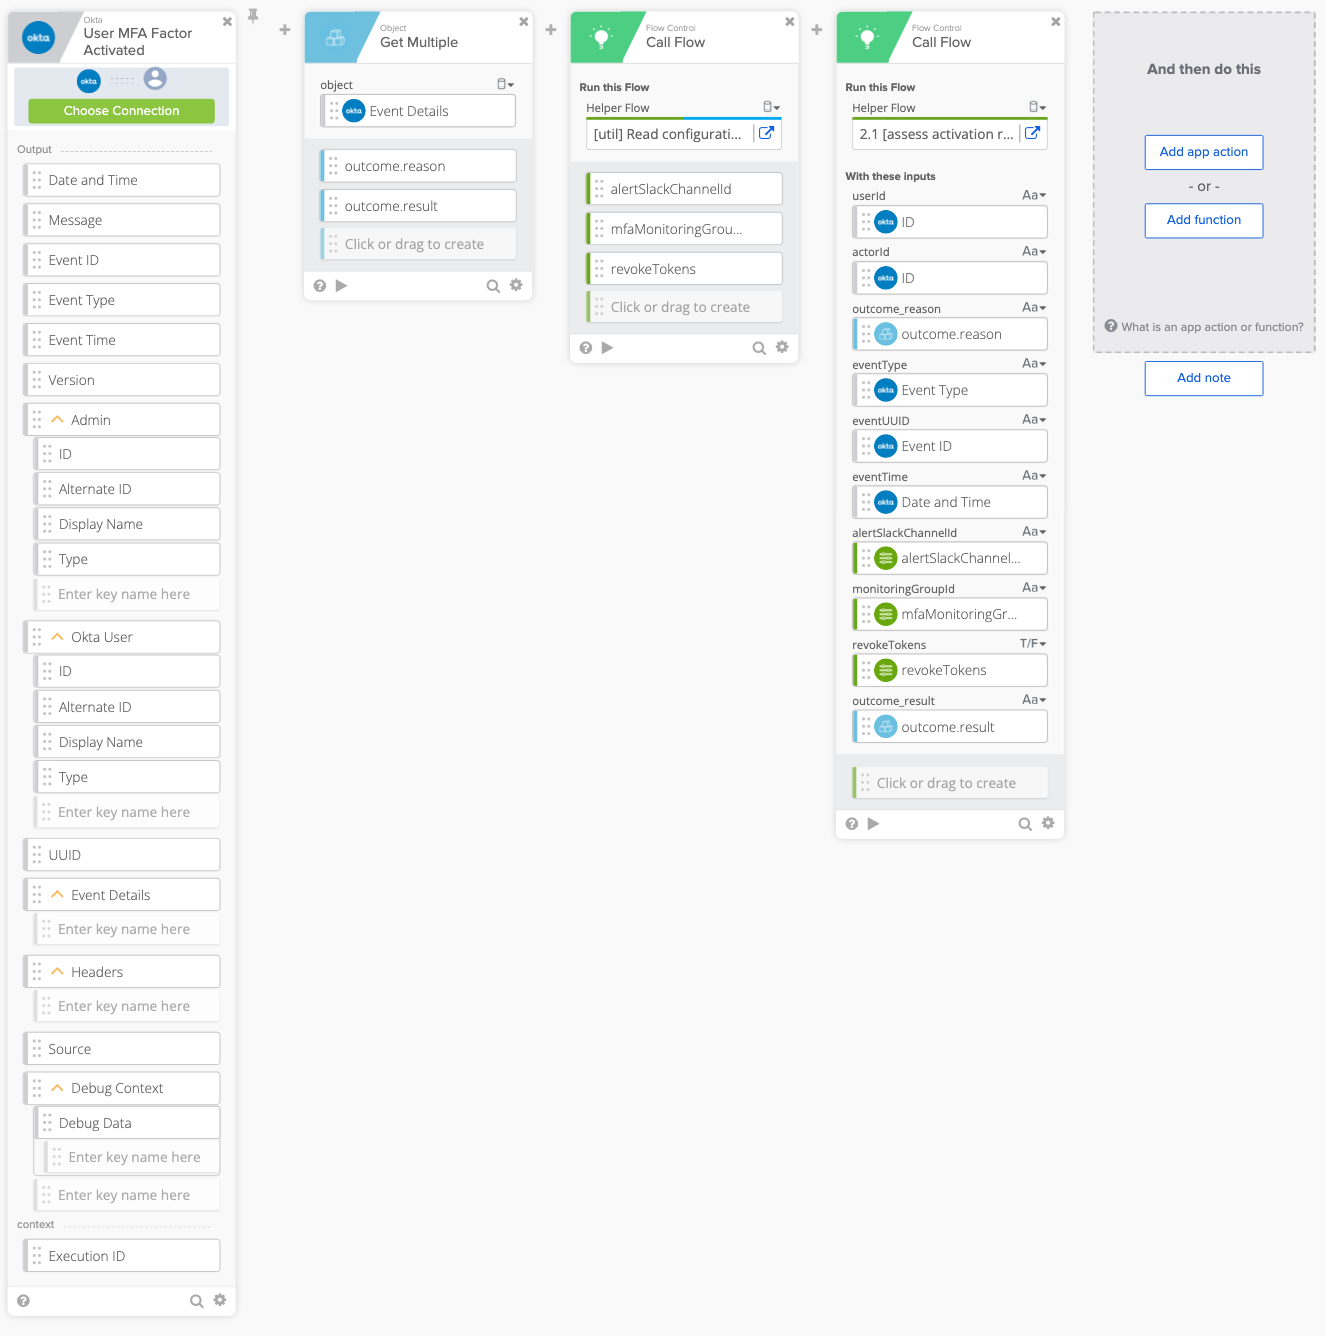 Okta
User MFA Factor
Activated
okta
okta
Choose Connection
Output
Date and Time
Message
Event ID
Event Type
Event Time
Version
Admin
ID
Alternate ID
Display Name
Type
Enter key name here
Okta User
ID
Alternate ID
Display Name
Type
Enter key name here
UUID
Event Details
Enter key name here
Headers
Enter key name here
Source
Debug Context
Debug Data
Enter key name here
Enter key name here
context
Execution ID
Object
Get Multiple
object
okta Event Details
outcome.reason
outcome.result
Click or drag to create
Flow Control
Call Flow
Run this Flow
Helper Flow
[util] Read configurati...
alertSlackChannelId
mfaMonitoringGrou...
revokeTokens
Click or drag to create
Flow Control
Call Flow
Run this Flow
Helper Flow
2.1 [assess activation r...
With these inputs
userId Aa
okta ID
actorId Aa
okta ID
outcome_reason Aa
outcome.reason
eventType Aa
okta Event Type
eventUUID Aa
okta Event ID
eventTime Aa
okta Date and Time
alertSlackChannelId Aa
alertSlackChannel...
monitoringGroupId Aa
mfaMonitoringGr...
revokeTokens T/F
revokeTokens
outcome_result Aa
outcome.result
Click or drag to create
And then do this
Add app action
- or -
Add function
What is an app action or function?
Add note